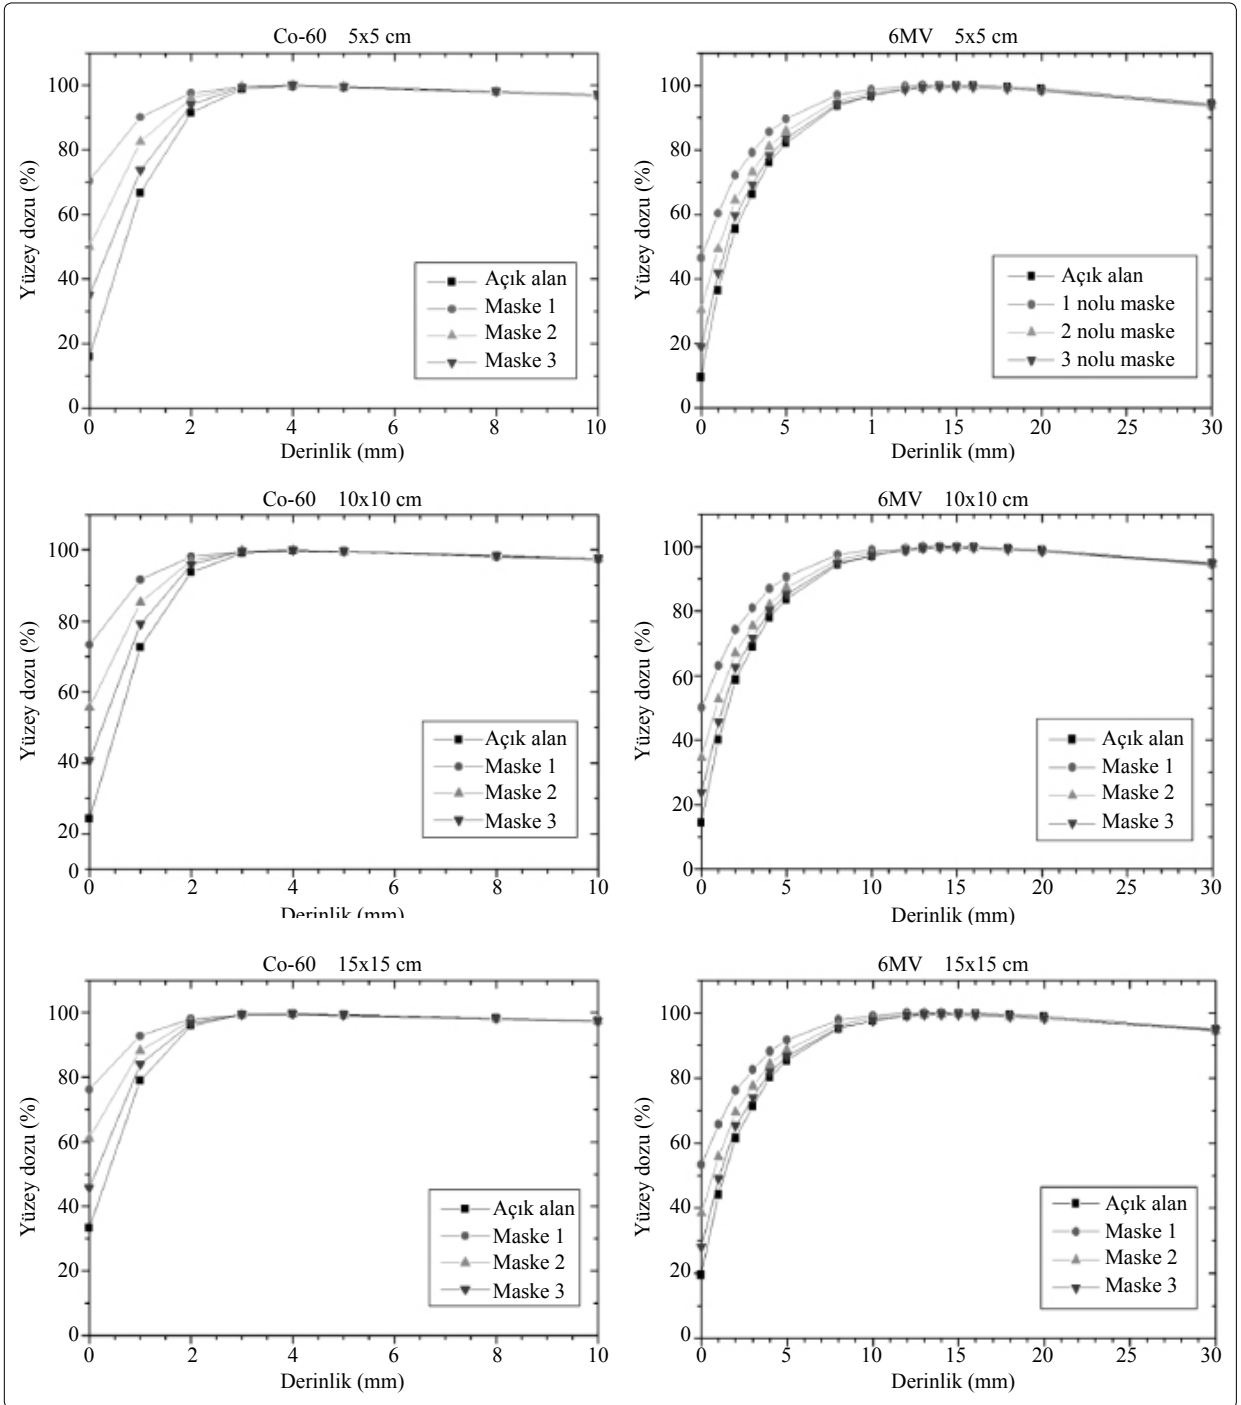 Co-60 5x5 cm
Yüzey dozu (%)
100
80
60
40
20
0
0 2 4 6 8 10
Derinlik (mm)
Açık alan
Maske 1
Maske 2
Maske 3
6MV 5x5 cm
Yüzey dozu (%)
100
80
60
40
20
0
0 5 1 15 20 30
Derinlik (mm)
Açık alan
1 nolu maske
2 nolu maske
3 nolu maske
Co-60 10x10 cm
Yüzey dozu (%)
100
80
60
40
20
0
0 2 4 6 8 10
Derinlik (mm)
Açık alan
Maske 1
Maske 2
Maske 3
6MV 10x10 cm
Yüzey dozu (%)
100
80
60
40
20
0
0 5 10 15 20 25 30
Derinlik (mm)
Açık alan
Maske 1
Maske 2
Maske 3
Co-60 15x15 cm
Yüzey dozu (%)
100
80
60
40
20
0
0 2 4 6 8 10
Derinlik (mm)
Açık alan
Maske 1
Maske 2
Maske 3
6MV 15x15 cm
Yüzey dozu (%)
100
80
60
40
20
0
0 5 10 15 20 25 30
Derinlik (mm)
Açık alan
Maske 1
Maske 2
Maske 3